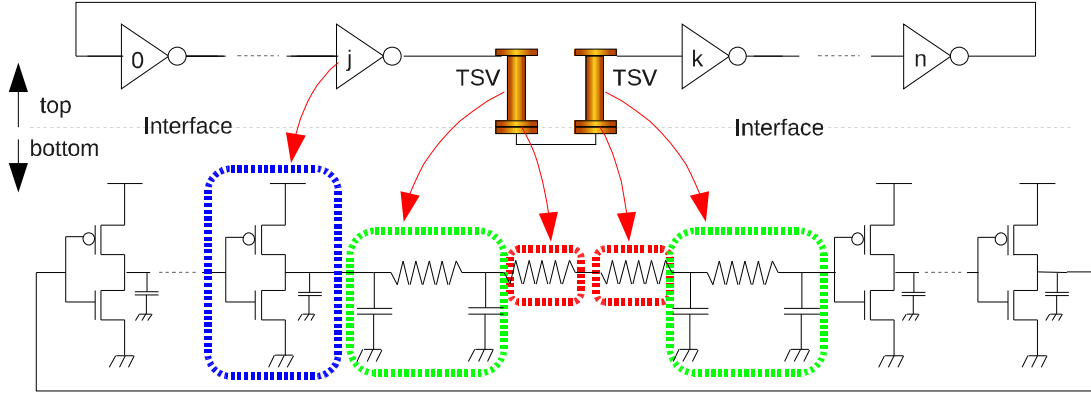 0
j
TSV
TSV
k
n
top
Interface
Interface
bottom